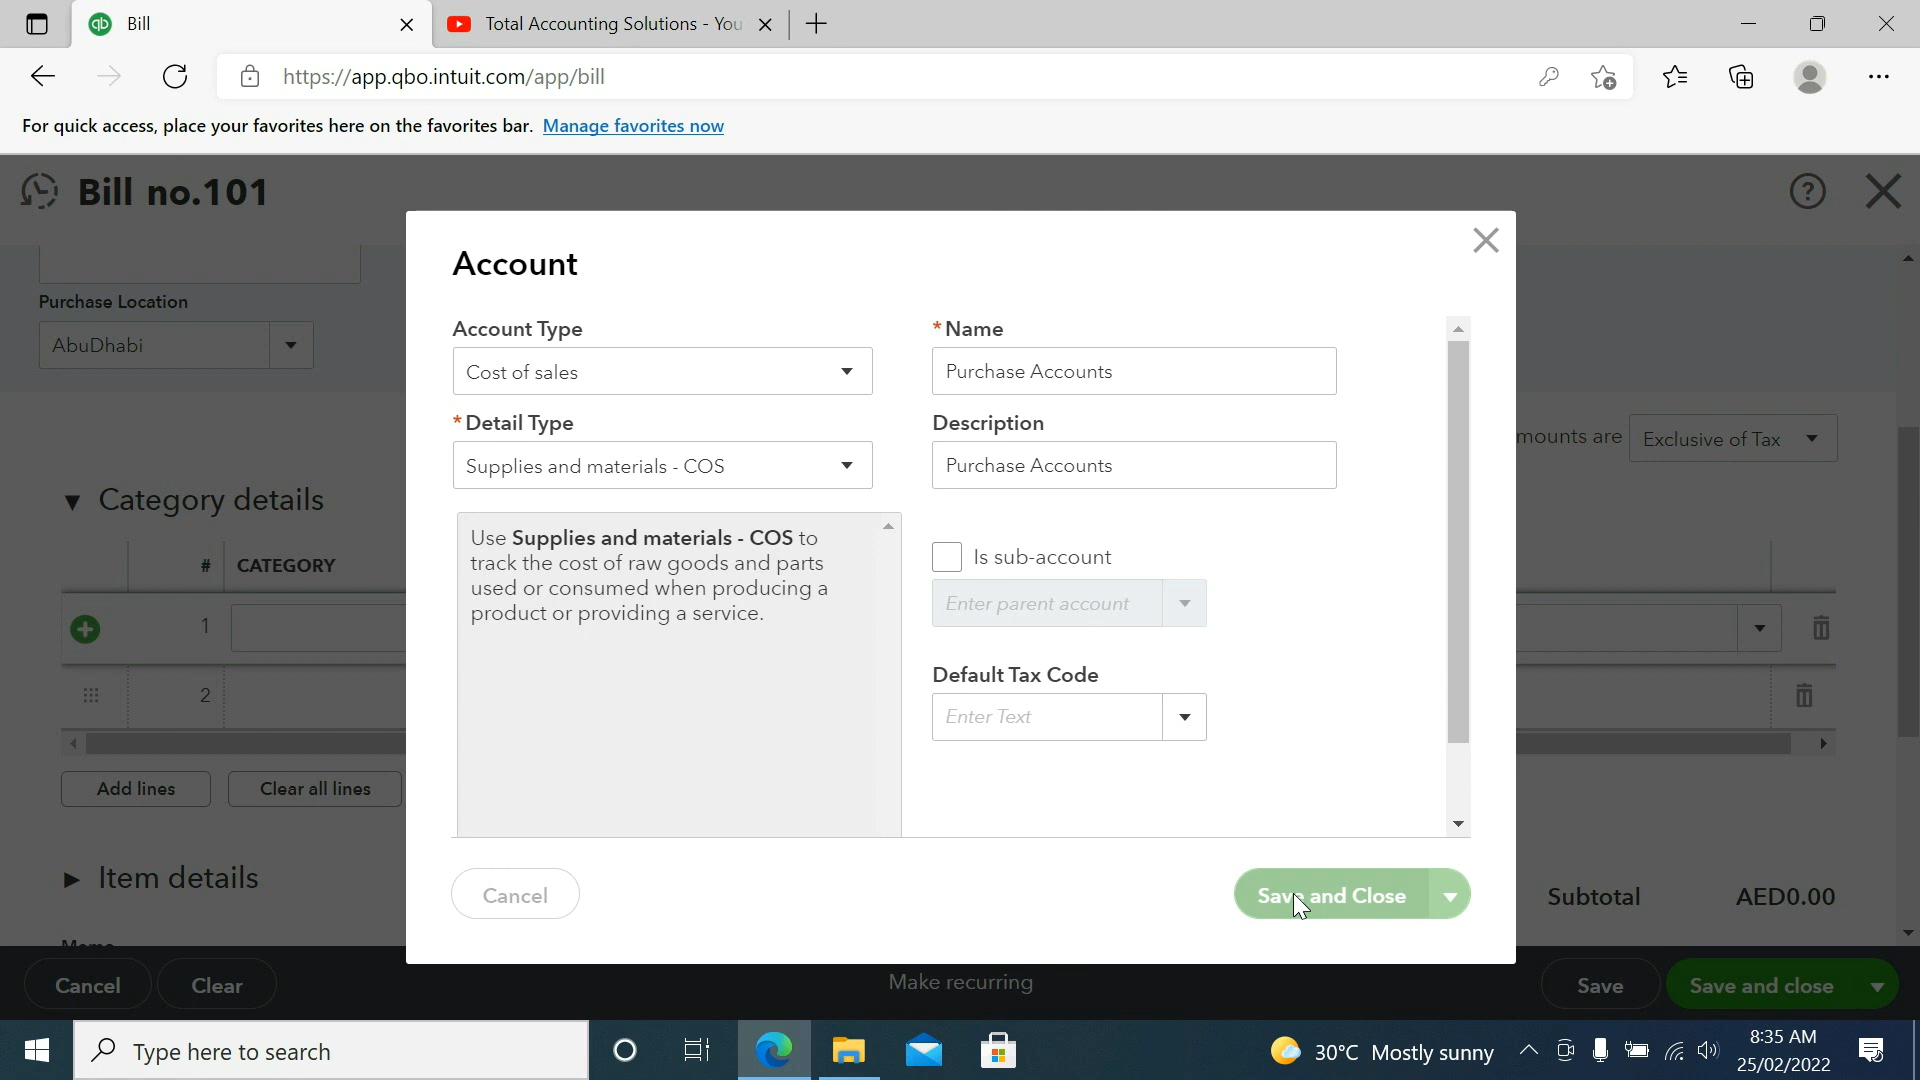 Bill
Total Accounting Solutions - You
https://app.qbo.intuit.com/app/bill
For quick access, place your favorites here on the favorites bar. Manage favorites now
Bill no.101
Purchase Location
AbuDhabi
Account
Account Type
Cost of sales
* Detail Type
Supplies and materials - COS
Use Supplies and materials - COS to
track the cost of raw goods and parts
used or consumed when producing a
product or providing a service.
* Name
Purchase Accounts
Description
Purchase Accounts
Is sub-account
Enter parent account
Default Tax Code
Enter Text
Cancel
Save and Close
mounts are Exclusive of Tax
Category details
# CATEGORY
1
2
Add lines Clear all lines
Item details
Subtotal AED0.00
Memo
Cancel Clear Make recurring Save Save and close
Type here to search
30°C Mostly sunny
8:35 AM
25/02/2022